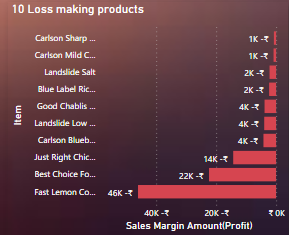 10 Loss making products
Carlson Sharp ... 1K -₹
Carlson Mild C... 1K -₹
Landslide Salt 2K -₹
Blue Label Ric... 2K -₹
Good Chablis ... 4K -₹
Landslide Low ... 4K -₹
Carlson Blueb... 4K -₹
Just Right Chic... 14K -₹
Best Choice Fo... 22K -₹
Fast Lemon Co... 46K -₹
Item
40K -₹ 20K -₹ ₹ 0K
Sales Margin Amount(Profit)